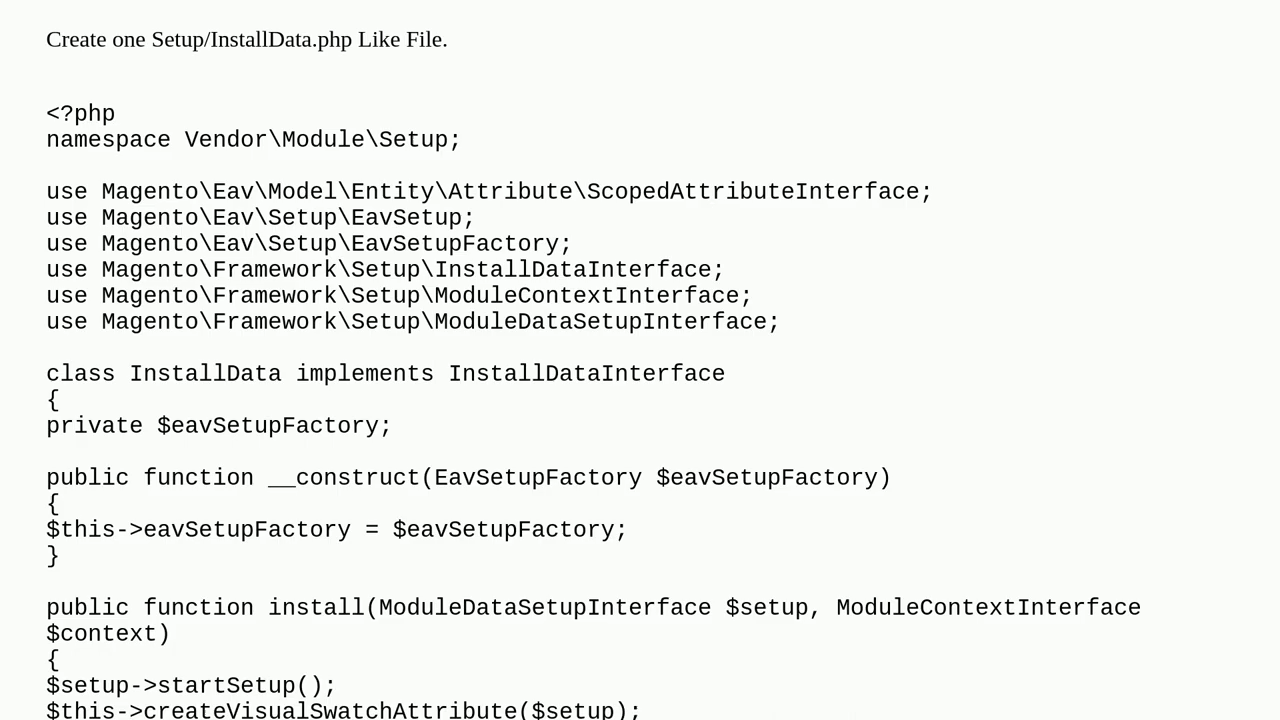 Create one Setup/InstallData.php Like File.
<?php
namespace Vendor\Module\Setup;
use Magento\Eav\Model\Entity\Attribute\ScopedAttributeInterface;
use Magento\Eav\Setup\EavSetup;
use Magento\Eav\Setup\EavSetupFactory;
use Magento\Framework\Setup\InstallDataInterface;
use Magento\Framework\Setup\ModuleContextInterface;
use Magento\Framework\Setup\ModuleDataSetupInterface;
class InstallData implements InstallDataInterface
{
private $eavSetupFactory;
public function __construct(EavSetupFactory $eavSetupFactory)
{
$this->eavSetupFactory = $eavSetupFactory;
}
public function install(ModuleDataSetupInterface $setup, ModuleContextInterface
$context)
{
$setup->startSetup();
$this->createVisualSwatchAttribute($setup);